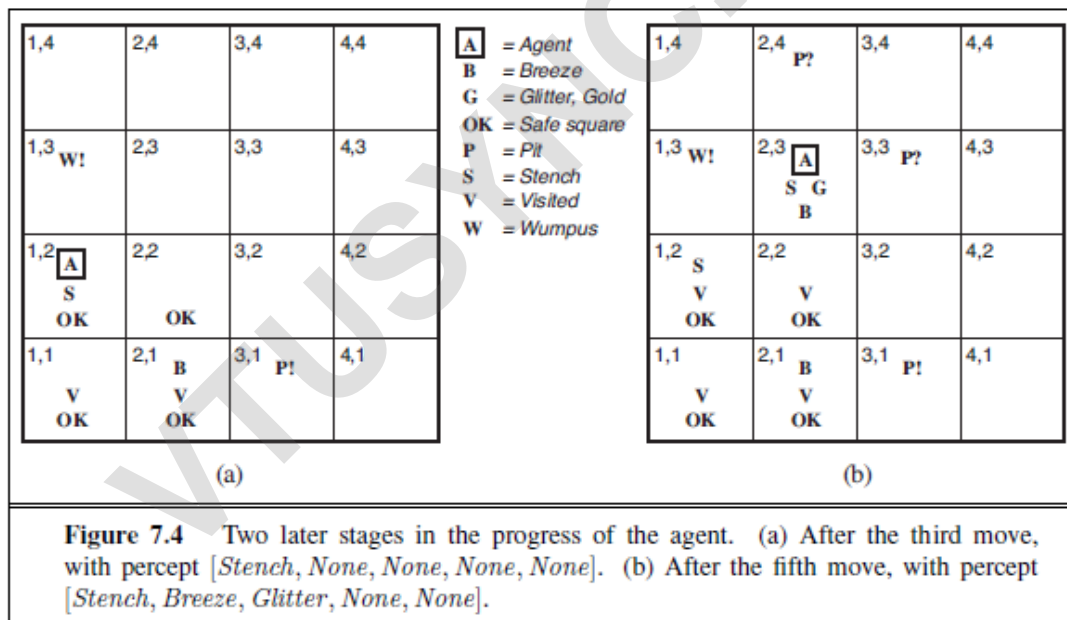 1,4 2,4 3,4 4,4
1,3 W! 2,3 3,3 4,3
1,2 A 2,2 3,2 4,2
S
OK OK
1,1 2,1 B 3,1 P! 4,1
V V
OK OK
(a)
A = Agent
B = Breeze
G = Glitter, Gold
OK = Safe square
P = Pit
S = Stench
V = Visited
W = Wumpus
1,4 2,4 P? 3,4 4,4
1,3 W! 2,3 A 3,3 P? 4,3
S G
B
1,2 S 2,2 3,2 4,2
V V
OK OK
1,1 2,1 B 3,1 P! 4,1
V V
OK OK
(b)
Figure 7.4 Two later stages in the progress of the agent. (a) After the third move,
with percept [Stench, None, None, None, None]. (b) After the fifth move, with percept
[Stench, Breeze, Glitter, None, None].
VTUSYNC